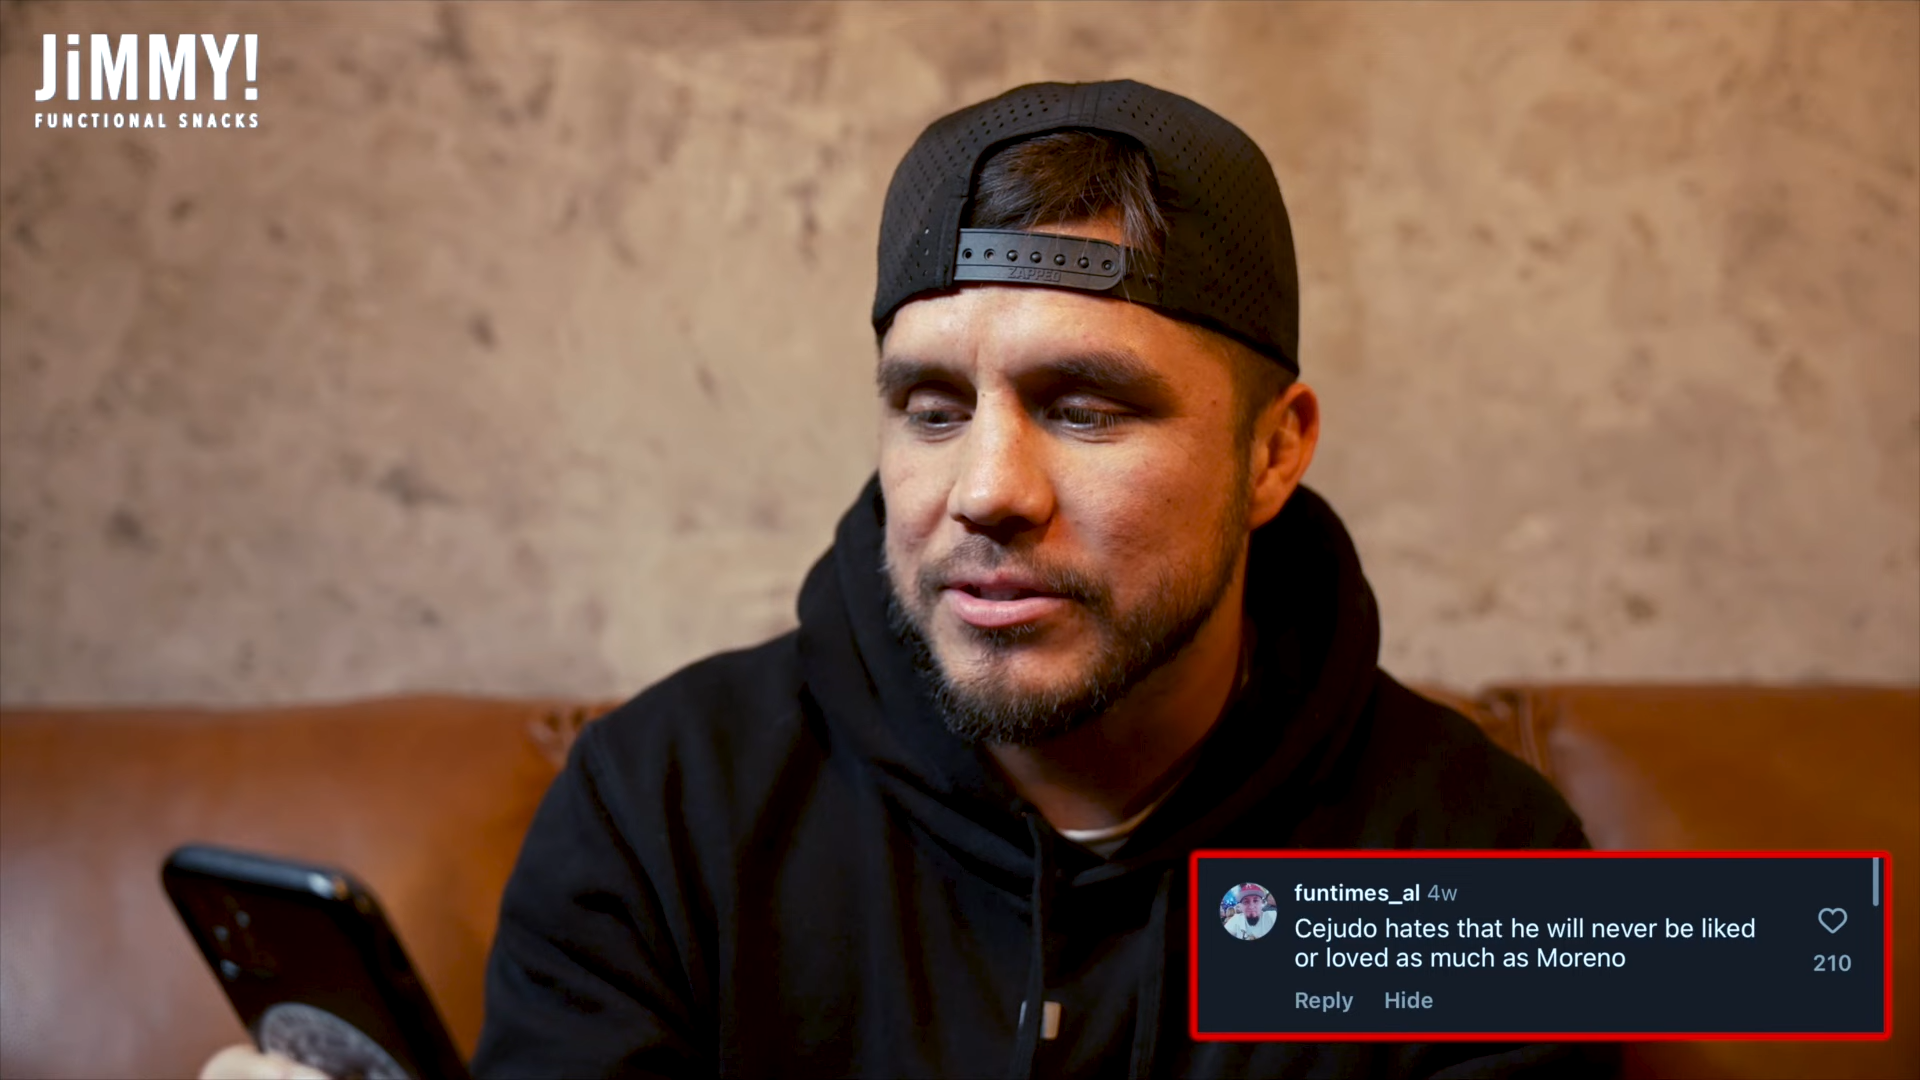 JiMMY!
FUNCTIONAL SNACKS
ZAPPED
funtimes_al 4w
Cejudo hates that he will never be liked
or loved as much as Moreno
210
Reply Hide